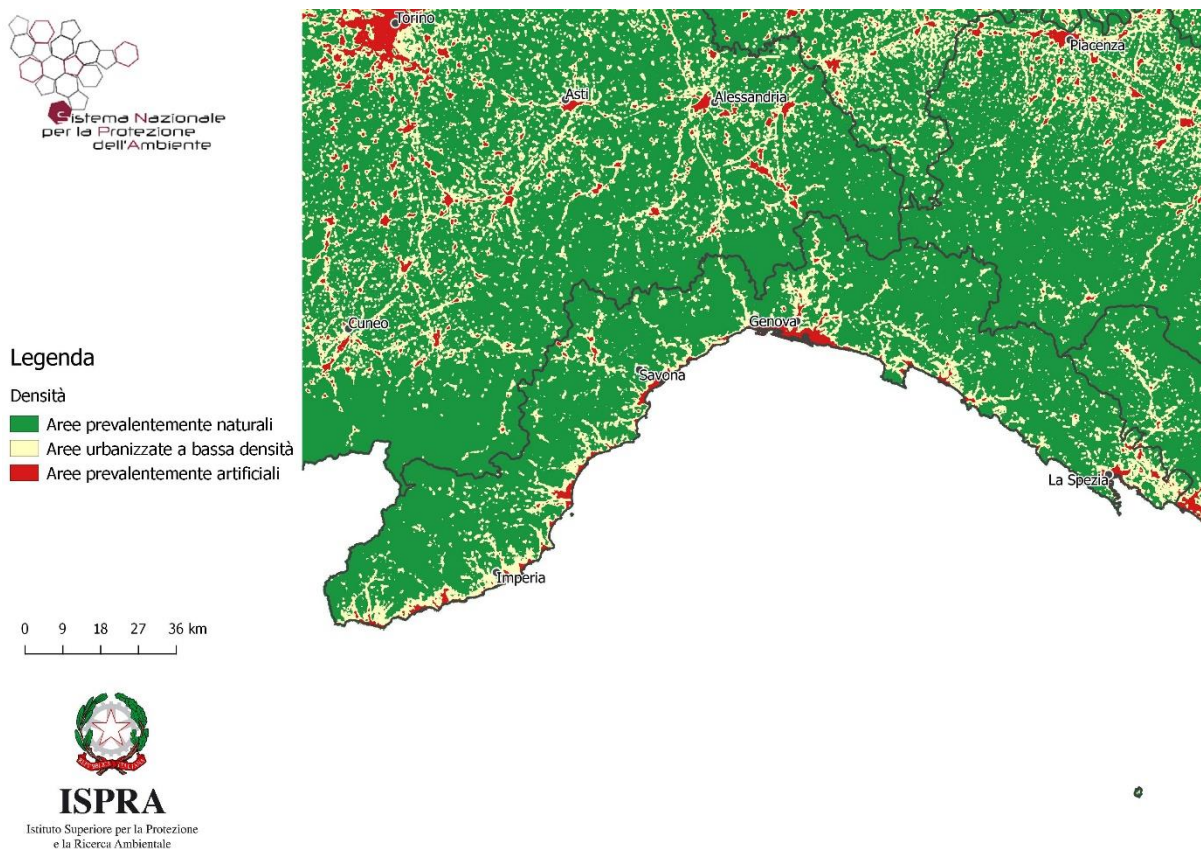 Sistema Nazionale
per la Protezione
dell'Ambiente
Legenda
Densità
Aree prevalentemente naturali
Aree urbanizzate a bassa densità
Aree prevalentemente artificiali
0 9 18 27 36 km
REPVBBLICA ITALIANA
ISPRA
Istituto Superiore per la Protezione
e la Ricerca Ambientale
Torino
Piacenza
Asti
Alessandria
Cuneo
Genova
Savona
La Spezia
Imperia